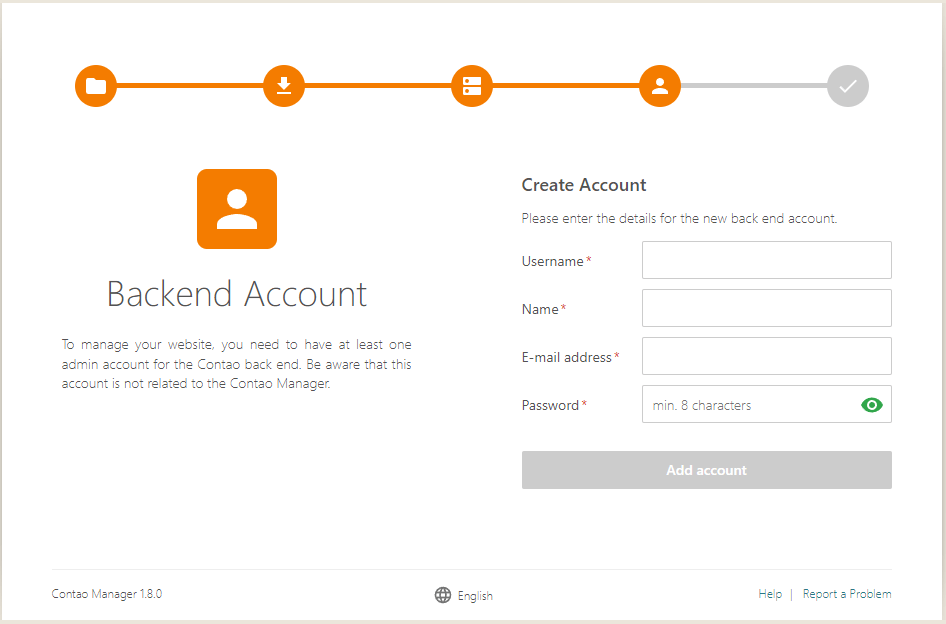 Backend Account
To manage your website, you need to have at least one
admin account for the Contao back end. Be aware that this
account is not related to the Contao Manager.
Create Account
Please enter the details for the new back end account.
Username*
Name*
E-mail address*
Password*
min. 8 characters
Add account
Contao Manager 1.8.0
English
Help | Report a Problem